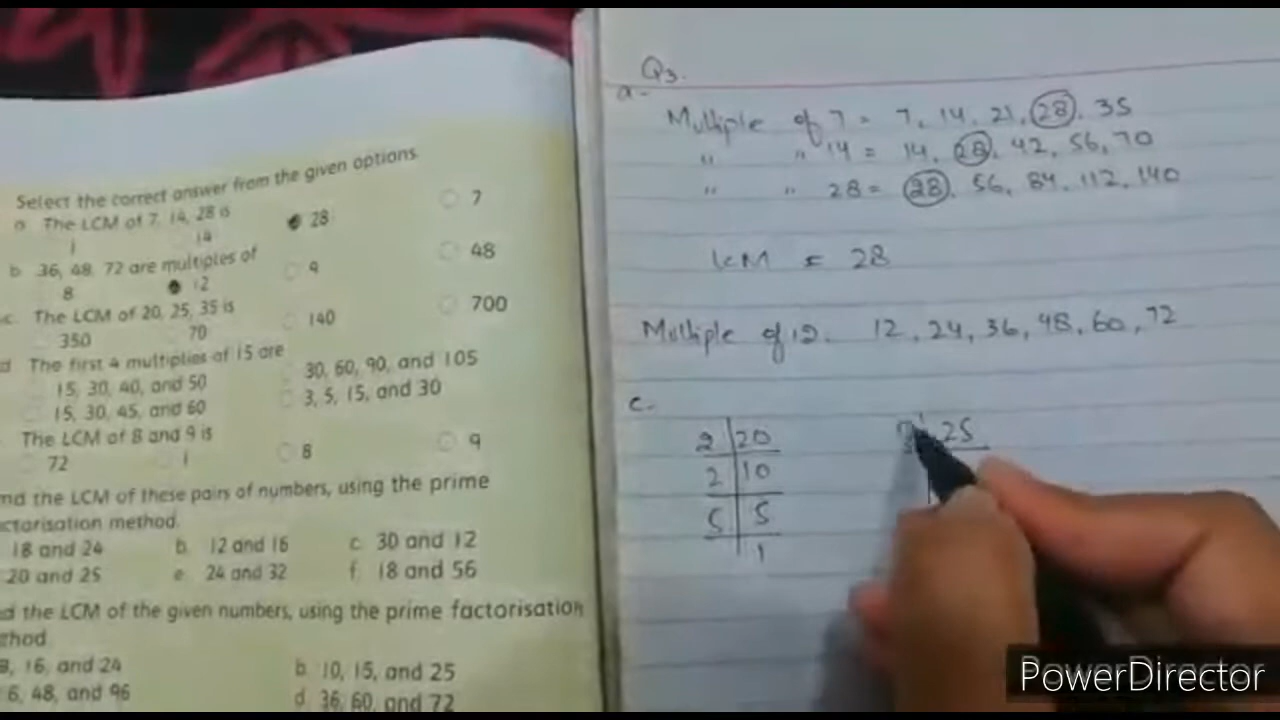 Select the correct answer from the given options.
The LCM of 7, 14, 28 is
1 14 28 7
b 36, 48, 72 are multiples of
8 12 9 48
c. The LCM of 20, 25, 35 is
350 70 140 700
d The first 4 multiples of 15 are
15, 30, 40, and 50 30, 60, 90, and 105
15, 30, 45, and 60 3, 5, 15, and 30
The LCM of 8 and 9 is
72 1 8 9
nd the LCM of these pairs of numbers, using the prime
ctorisation method.
18 and 24 b. 12 and 16 c. 30 and 12
20 and 25 e. 24 and 32 f. 18 and 56
d the LCM of the given numbers, using the prime factorisation
thod.
8, 16, and 24 b. 10, 15, and 25
6, 48, and 96 d. 36, 60, and 72
Q3.
a-
Multiple of 7 = 7, 14, 21, 28, 35
" " 14 = 14, 28, 42, 56, 70
" " 28 = 28, 56, 84, 112, 140
LCM = 28
Multiple of 12. 12, 24, 36, 48, 60, 72
c.
2 20 25
2 10
5 5
1
PowerDirector